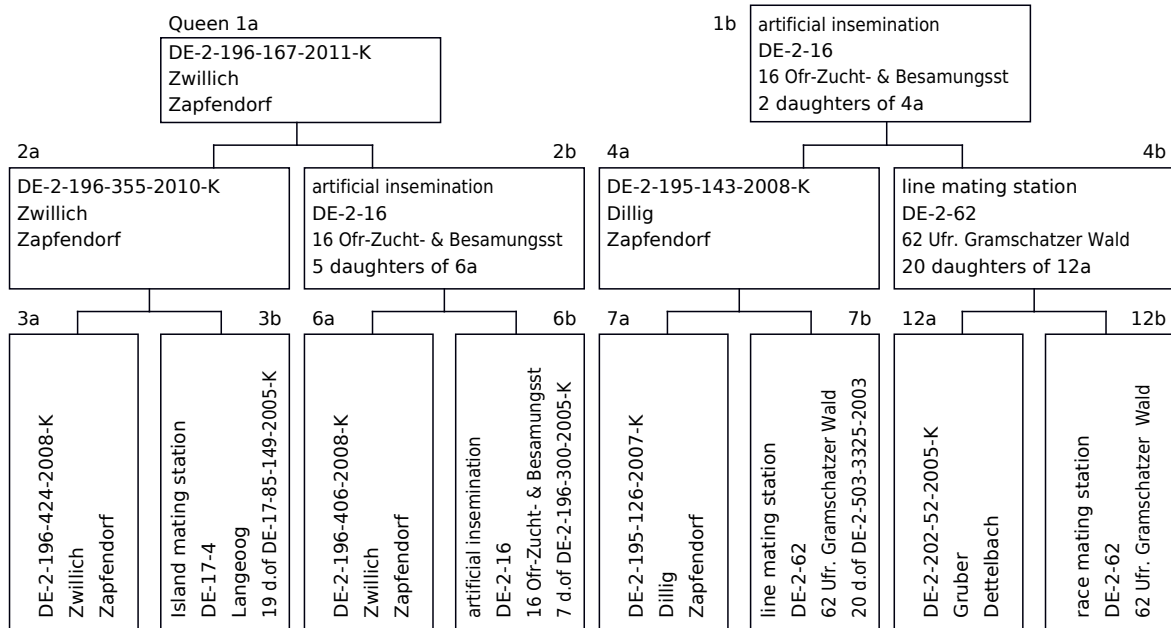 Queen 1a
DE-2-196-167-2011-K
Zwillich
Zapfendorf
1b
artificial insemination
DE-2-16
16 Ofr-Zucht- & Besamungsst
2 daughters of 4a
2a
DE-2-196-355-2010-K
Zwillich
Zapfendorf
2b
artificial insemination
DE-2-16
16 Ofr-Zucht- & Besamungsst
5 daughters of 6a
4a
DE-2-195-143-2008-K
Dillig
Zapfendorf
4b
line mating station
DE-2-62
62 Ufr. Gramschatzer Wald
20 daughters of 12a
3a
DE-2-196-424-2008-K
Zwillich
Zapfendorf
3b
Island mating station
DE-17-4
Langeoog
19 d.of DE-17-85-149-2005-K
6a
DE-2-196-406-2008-K
Zwillich
Zapfendorf
6b
artificial insemination
DE-2-16
16 Ofr-Zucht- & Besamungsst
7 d.of DE-2-196-300-2005-K
7a
DE-2-195-126-2007-K
Dillig
Zapfendorf
7b
line mating station
DE-2-62
62 Ufr. Gramschatzer Wald
20 d.of DE-2-503-3325-2003
12a
DE-2-202-52-2005-K
Gruber
Dettelbach
12b
race mating station
DE-2-62
62 Ufr. Gramschatzer Wald